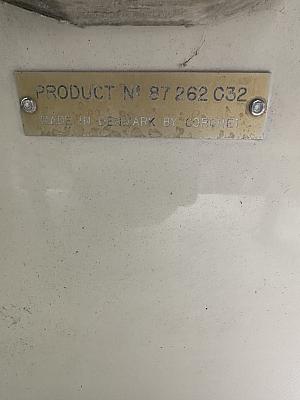 PRODUCT Nº 87 262 C32
MADE IN DENMARK BY CORONET